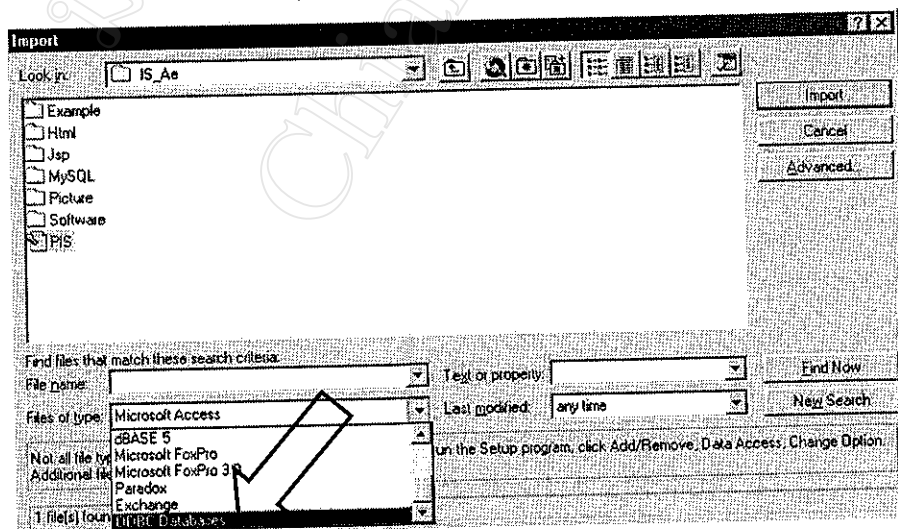 Import
Look in: IS_Ae
Example
Html
Jsp
MySQL
Picture
Software
PIS
Import
Cancel
Advanced...
Find files that match these search criteria:
File name:
Text or property:
Find Now
Files of type: Microsoft Access
Last modified: any time
New Search
dBASE 5
Microsoft FoxPro
Microsoft FoxPro 3.0
Paradox
Exchange
ODBC Databases
Not all file ty
un the Setup program, click Add/Remove, Data Access, Change Option.
Additional file
1 file(s) foun